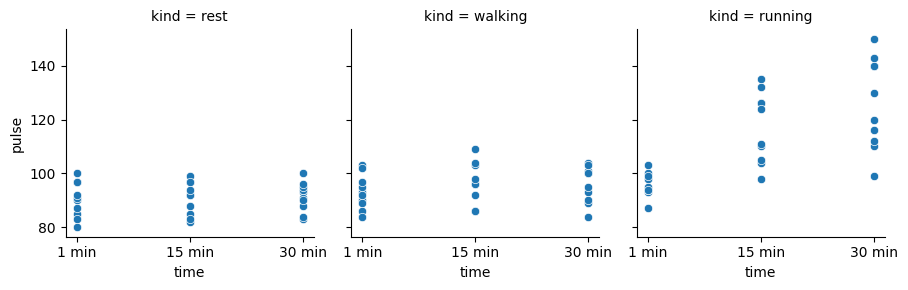 kind = rest
kind = walking
kind = running
pulse
140
120
100
80
1 min 15 min 30 min
1 min 15 min 30 min
1 min 15 min 30 min
time
time
time